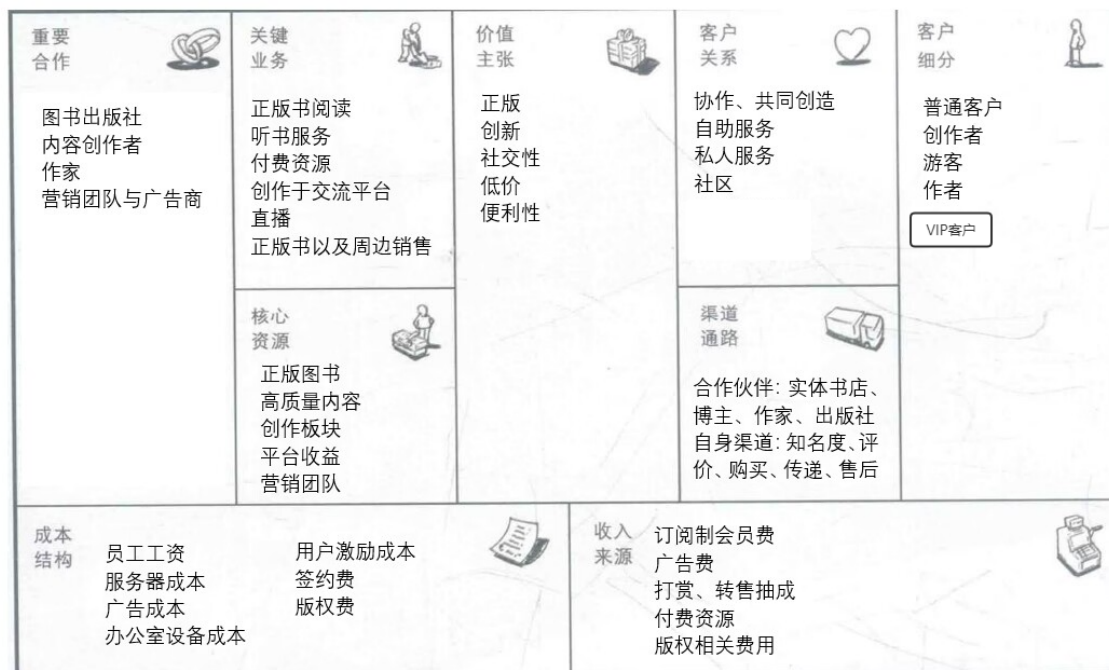 重要
合作
图书出版社
内容创作者
作家
营销团队与广告商
关键
业务
正版书阅读
听书服务
付费资源
创作于交流平台
直播
正版书以及周边销售
核心
资源
正版图书
高质量内容
创作板块
平台收益
营销团队
价值
主张
正版
创新
社交性
低价
便利性
客户
关系
协作、共同创造
自助服务
私人服务
社区
渠道
通路
合作伙伴：实体书店、
博主、作家、出版社
自身渠道：知名度、评
价、购买、传递、售后
客户
细分
普通客户
创作者
游客
作者
VIP客户
成本
结构
员工工资
服务器成本
广告成本
办公室设备成本
用户激励成本
签约费
版权费
收入
来源
订阅制会员费
广告费
打赏、转售抽成
付费资源
版权相关费用